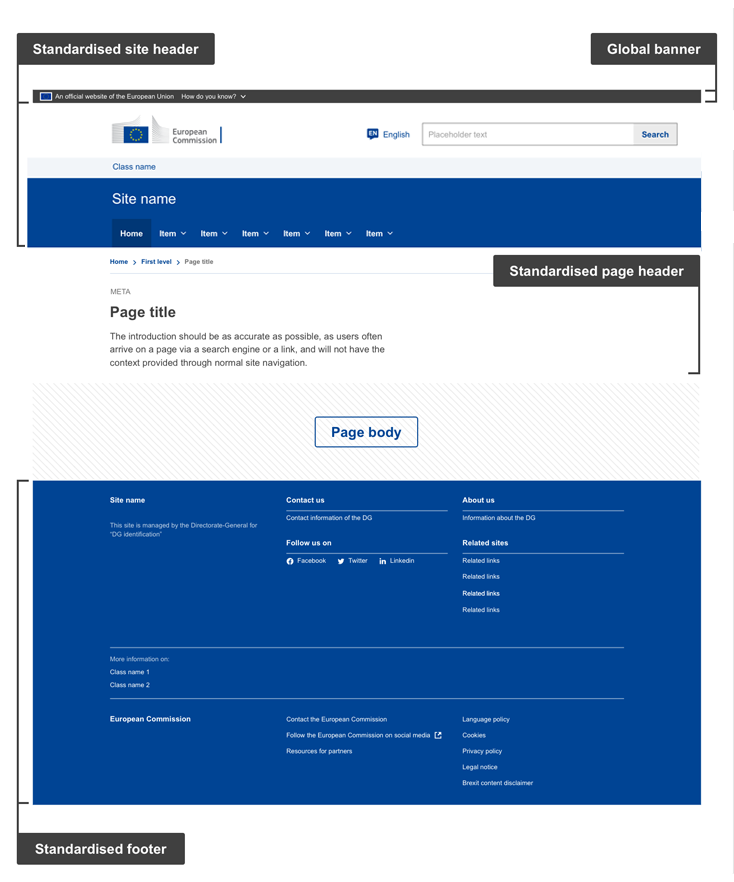 Standardised site header
Global banner
An official website of the European Union How do you know?
European
Commission
EN English
Placeholder text
Search
Class name
Site name
Home Item Item Item Item Item Item
Home > First level > Page title
Standardised page header
META
Page title
The introduction should be as accurate as possible, as users often
arrive on a page via a search engine or a link, and will not have the
context provided through normal site navigation.
Page body
Site name
This site is managed by the Directorate-General for
“DG identification”
Contact us
Contact information of the DG
Follow us on
Facebook Twitter Linkedin
About us
Information about the DG
Related sites
Related links
Related links
Related links
Related links
More information on:
Class name 1
Class name 2
European Commission
Contact the European Commission
Follow the European Commission on social media
Resources for partners
Language policy
Cookies
Privacy policy
Legal notice
Brexit content disclaimer
Standardised footer